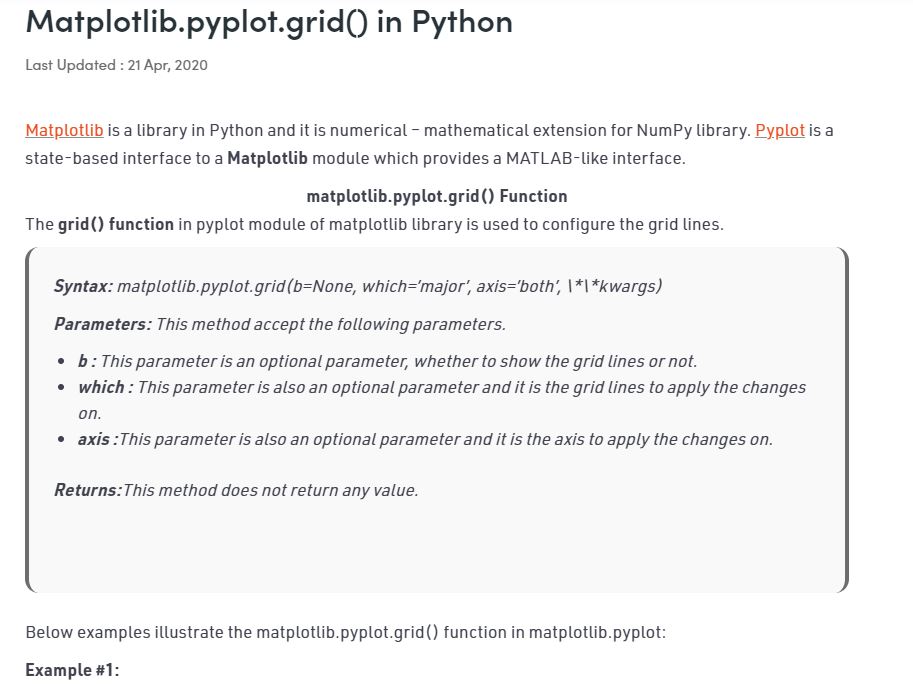 Matplotlib.pyplot.grid() in Python
Last Updated : 21 Apr, 2020
Matplotlib is a library in Python and it is numerical – mathematical extension for NumPy library. Pyplot is a
state-based interface to a Matplotlib module which provides a MATLAB-like interface.
matplotlib.pyplot.grid() Function
The grid() function in pyplot module of matplotlib library is used to configure the grid lines.
Syntax: matplotlib.pyplot.grid(b=None, which=’major’, axis=’both’, \*\*kwargs)
Parameters: This method accept the following parameters.
• b : This parameter is an optional parameter, whether to show the grid lines or not.
• which : This parameter is also an optional parameter and it is the grid lines to apply the changes
on.
• axis :This parameter is also an optional parameter and it is the axis to apply the changes on.
Returns:This method does not return any value.
Below examples illustrate the matplotlib.pyplot.grid() function in matplotlib.pyplot:
Example #1: